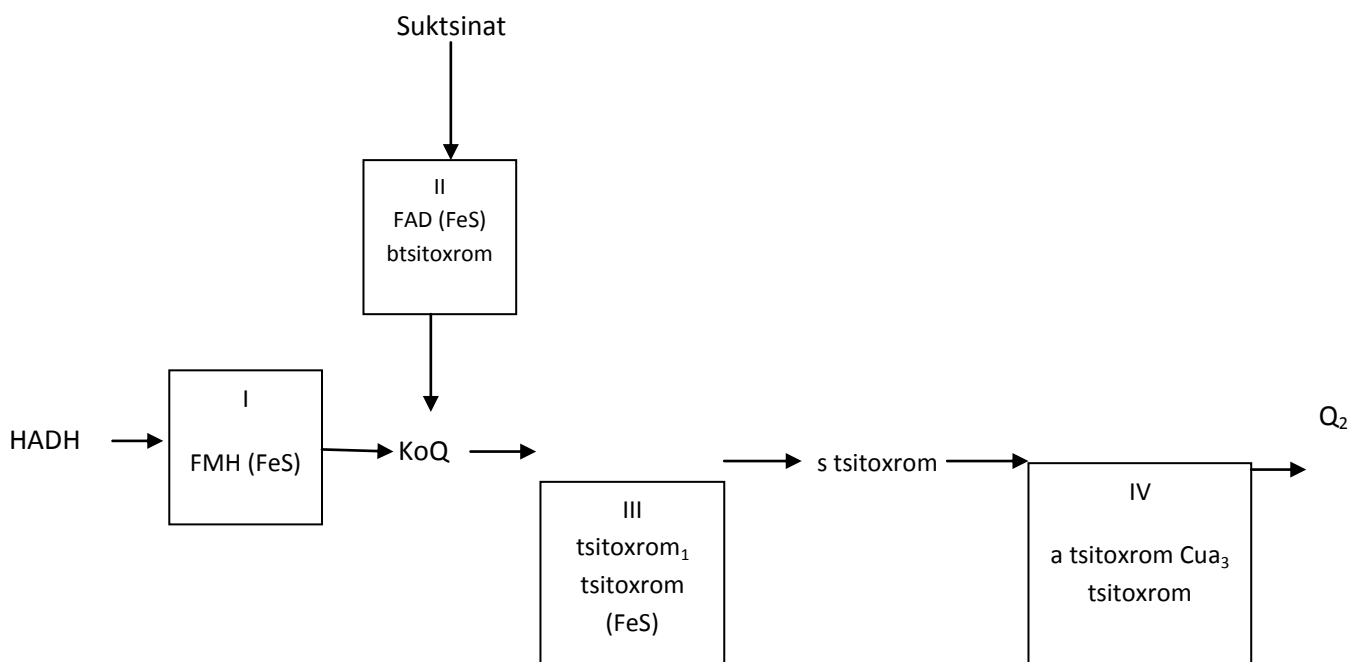 Suktsinat
II
FAD (FeS)
btsitoxrom
I
HADH
FMH (FeS)
KoQ
s tsitoxrom
Q₂
III
tsitoxrom₁
tsitoxrom
(FeS)
IV
a tsitoxrom Cua₃
tsitoxrom